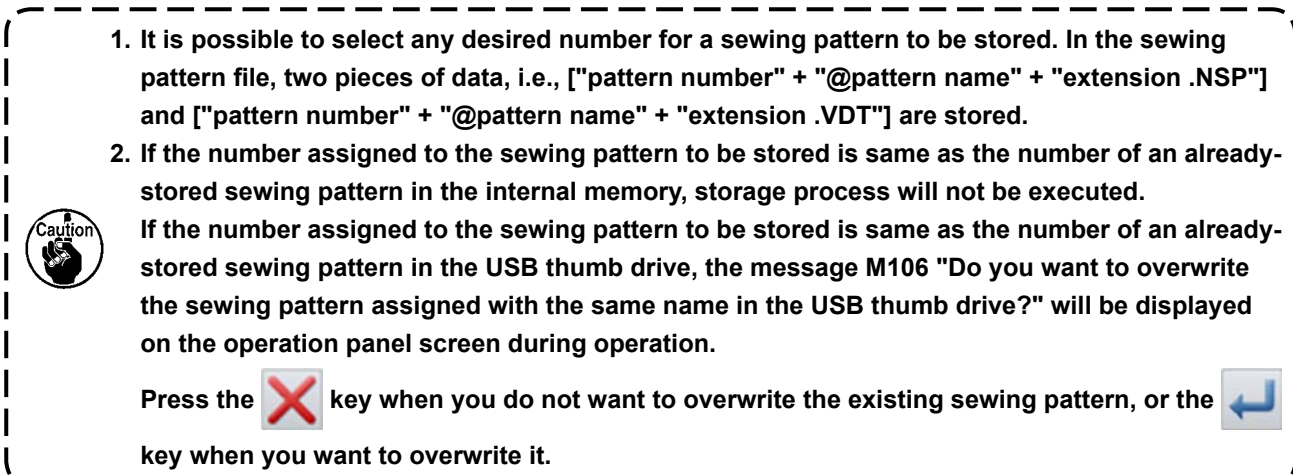 1. It is possible to select any desired number for a sewing pattern to be stored. In the sewing
pattern file, two pieces of data, i.e., ["pattern number" + "@pattern name" + "extension .NSP"]
and ["pattern number" + "@pattern name" + "extension .VDT"] are stored.
2. If the number assigned to the sewing pattern to be stored is same as the number of an already-
stored sewing pattern in the internal memory, storage process will not be executed.
Caution
If the number assigned to the sewing pattern to be stored is same as the number of an already-
stored sewing pattern in the USB thumb drive, the message M106 "Do you want to overwrite
the sewing pattern assigned with the same name in the USB thumb drive?" will be displayed
on the operation panel screen during operation.
Press the key when you do not want to overwrite the existing sewing pattern, or the
key when you want to overwrite it.